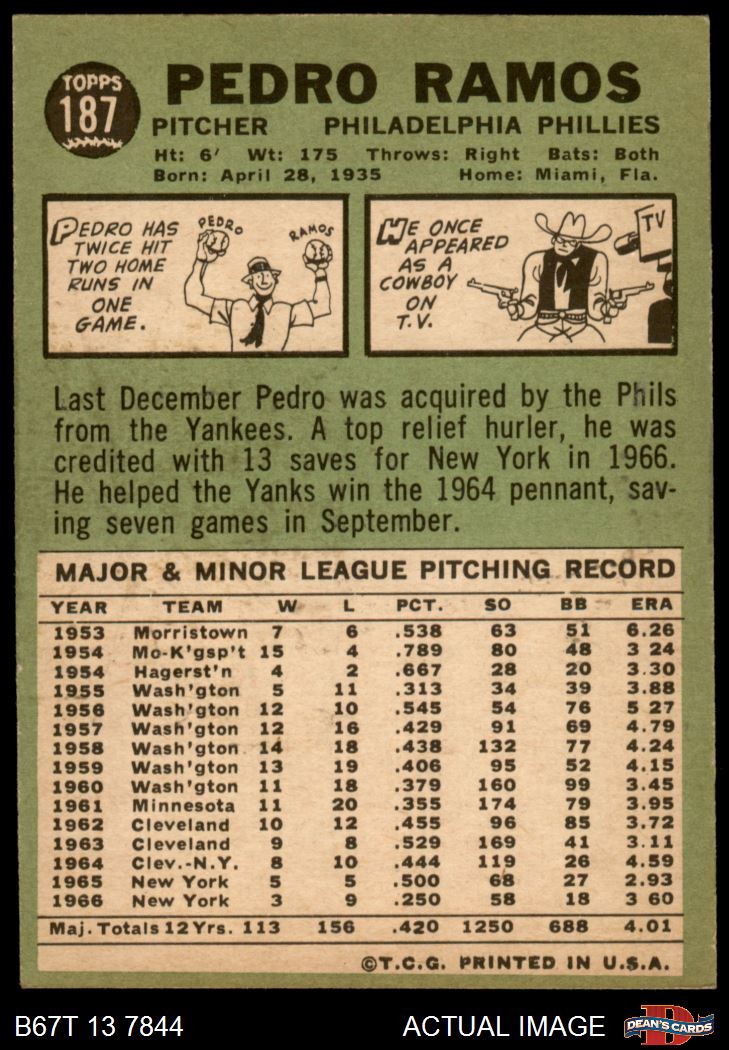 TOPPS
187
PEDRO RAMOS
PITCHER PHILADELPHIA PHILLIES
Ht: 6' Wt: 175 Throws: Right Bats: Both
Born: April 28, 1935 Home: Miami, Fla.
PEDRO HAS
TWICE HIT
TWO HOME
RUNS IN
ONE
GAME.
PEDRO
RAMOS
HE ONCE
APPEARED
AS A
COWBOY
ON
T.V.
TV
Last December Pedro was acquired by the Phils
from the Yankees. A top relief hurler, he was
credited with 13 saves for New York in 1966.
He helped the Yanks win the 1964 pennant, sav-
ing seven games in September.
MAJOR & MINOR LEAGUE PITCHING RECORD
YEAR TEAM W L PCT. SO BB ERA
1953 Morristown 7 6 .538 63 51 6.26
1954 Mo-K'gsp't 15 4 .789 80 48 3 24
1954 Hagerst'n 4 2 .667 28 20 3.30
1955 Wash'gton 5 11 .313 34 39 3.88
1956 Wash'gton 12 10 .545 54 76 5 27
1957 Wash'gton 12 16 .429 91 69 4.79
1958 Wash'gton 14 18 .438 132 77 4.24
1959 Wash'gton 13 19 .406 95 52 4.15
1960 Wash'gton 11 18 .379 160 99 3.45
1961 Minnesota 11 20 .355 174 79 3.95
1962 Cleveland 10 12 .455 96 85 3.72
1963 Cleveland 9 8 .529 169 41 3.11
1964 Clev.-N.Y. 8 10 .444 119 26 4.59
1965 New York 5 5 .500 68 27 2.93
1966 New York 3 9 .250 58 18 3 60
Maj. Totals 12 Yrs. 113 156 .420 1250 688 4.01
©T.C.G. PRINTED IN U.S.A.
B67T 13 7844 ACTUAL IMAGE
D
DEAN'S CARDS